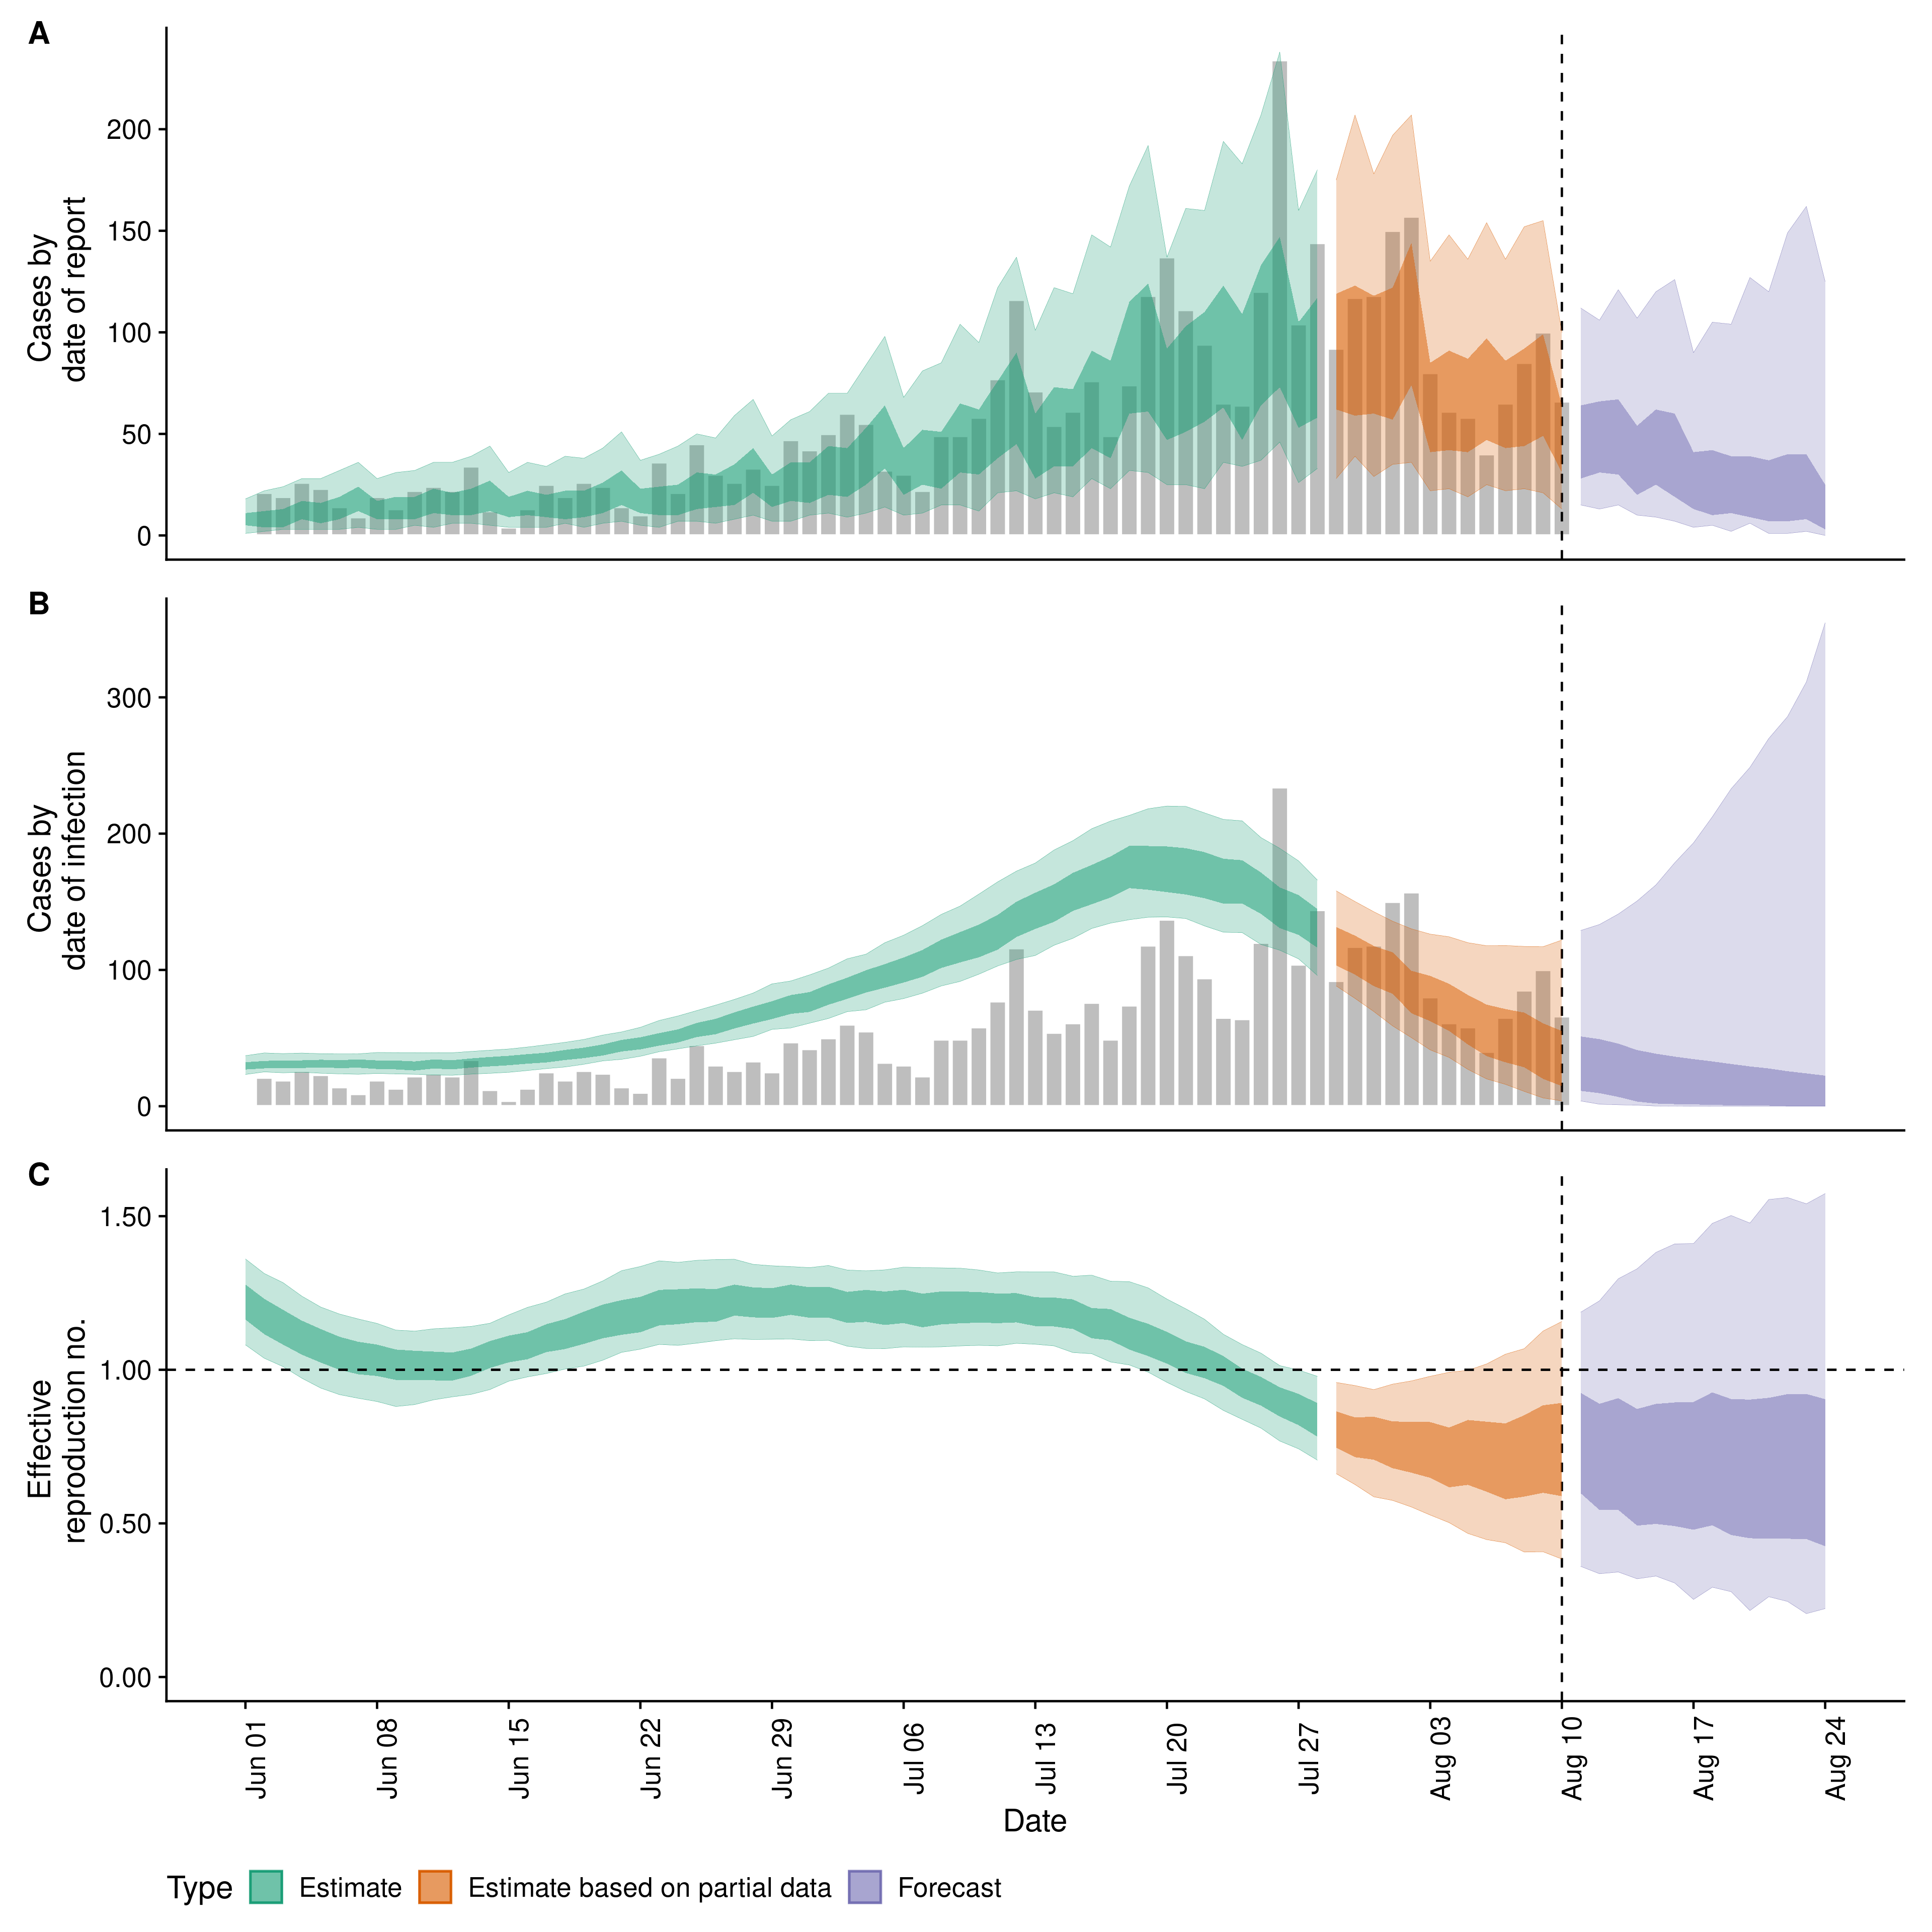 A
Cases by
date of report
200
150
100
50
0
B
Cases by
date of infection
300
200
100
0
C
Effective
reproduction no.
1.50
1.00
0.50
0.00
Jun 01
Jun 08
Jun 15
Jun 22
Jun 29
Jul 06
Jul 13
Jul 20
Jul 27
Aug 03
Aug 10
Aug 17
Aug 24
Date
Type Estimate Estimate based on partial data Forecast